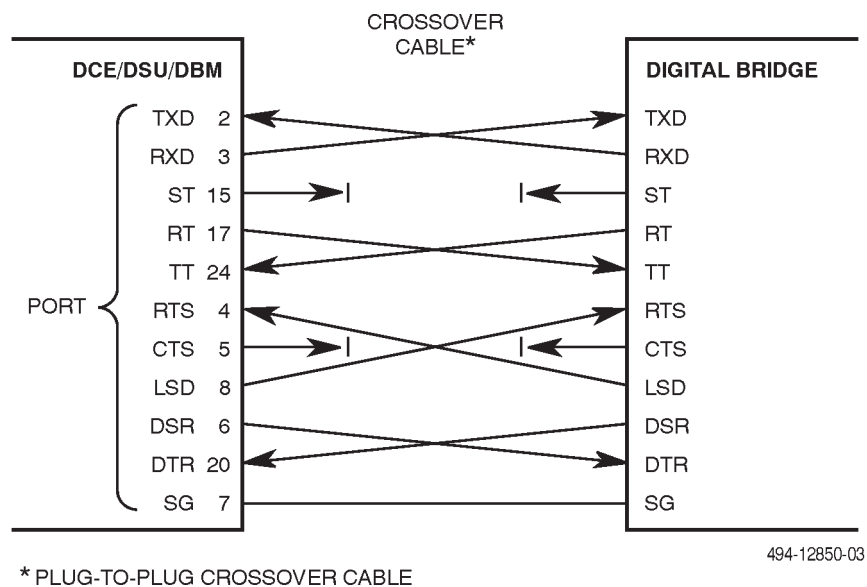 CROSSOVER
CABLE*
DCE/DSU/DBM
DIGITAL BRIDGE
TXD 2 TXD
RXD 3 RXD
ST 15 ST
RT 17 RT
TT 24 TT
PORT
RTS 4 RTS
CTS 5 CTS
LSD 8 LSD
DSR 6 DSR
DTR 20 DTR
SG 7 SG
494-12850-03
* PLUG-TO-PLUG CROSSOVER CABLE